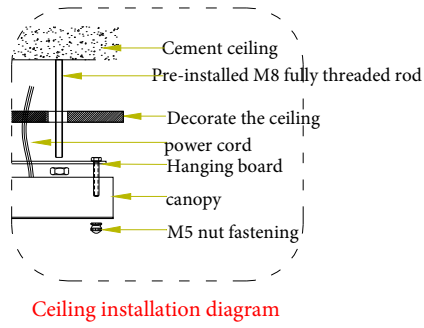 Cement ceiling
Pre-installed M8 fully threaded rod
Decorate the ceiling
power cord
Hanging board
canopy
M5 nut fastening
Ceiling installation diagram